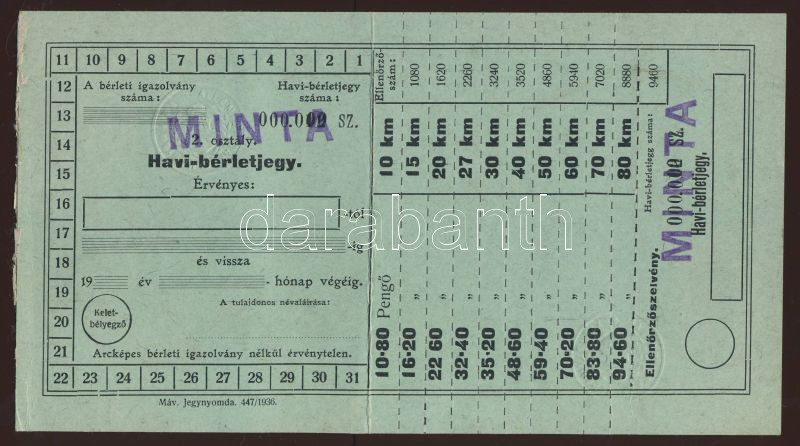 11 10 9 8 7 6 5 4 3 2 1
12
13
14
15
16
17
18
19
20
21
22 23 24 25 26 27 28 29 30 31
A bérleti igazolvány
száma:
Havi-bérletjegy
száma:
000.000 SZ.
MINTA
2. osztály.
Havi-bérletjegy.
Érvényes:
-tól
-ig
és vissza
19 év -hónap végéig.
A tulajdonos névaláirása:
Kelet-
bélyegző
Arcképes bérleti igazolvány nélkül érvénytelen.
Máv. Jegynyomda. 447/1936.
Ellenőrző-
szám:
1080
1620
2260
3240
3520
4860
5940
7020
8880
9460
10 km
15 km
20 km
27 km
30 km
40 km
50 km
60 km
70 km
80 km
10·80 Pengő
16·20 „
22 60 „
32·40 „
35·20 „
48·60 „
59·40 „
70·20 „
83·80 „
94·60 „
Ellenőrzőszelvény.
Havi-bérletjegy száma:
000.000 SZ.
MINTA
Havi-bérletjegy.
darabanth